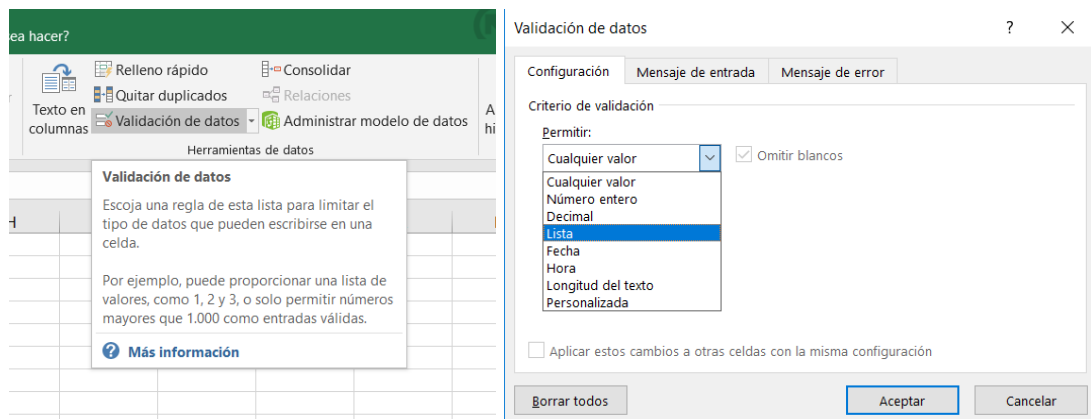 sea hacer?
Relleno rápido
Consolidar
Quitar duplicados
Relaciones
Texto en
columnas
Validación de datos
Administrar modelo de datos
A
hi
Herramientas de datos
Validación de datos
Escoja una regla de esta lista para limitar el
tipo de datos que pueden escribirse en una
celda.
Por ejemplo, puede proporcionar una lista de
valores, como 1, 2 y 3, o solo permitir números
mayores que 1.000 como entradas válidas.
? Más información
H
Validación de datos
?
Configuración
Mensaje de entrada
Mensaje de error
Criterio de validación
Permitir:
Cualquier valor
Omitir blancos
Cualquier valor
Número entero
Decimal
Lista
Fecha
Hora
Longitud del texto
Personalizada
Aplicar estos cambios a otras celdas con la misma configuración
Borrar todos
Aceptar
Cancelar